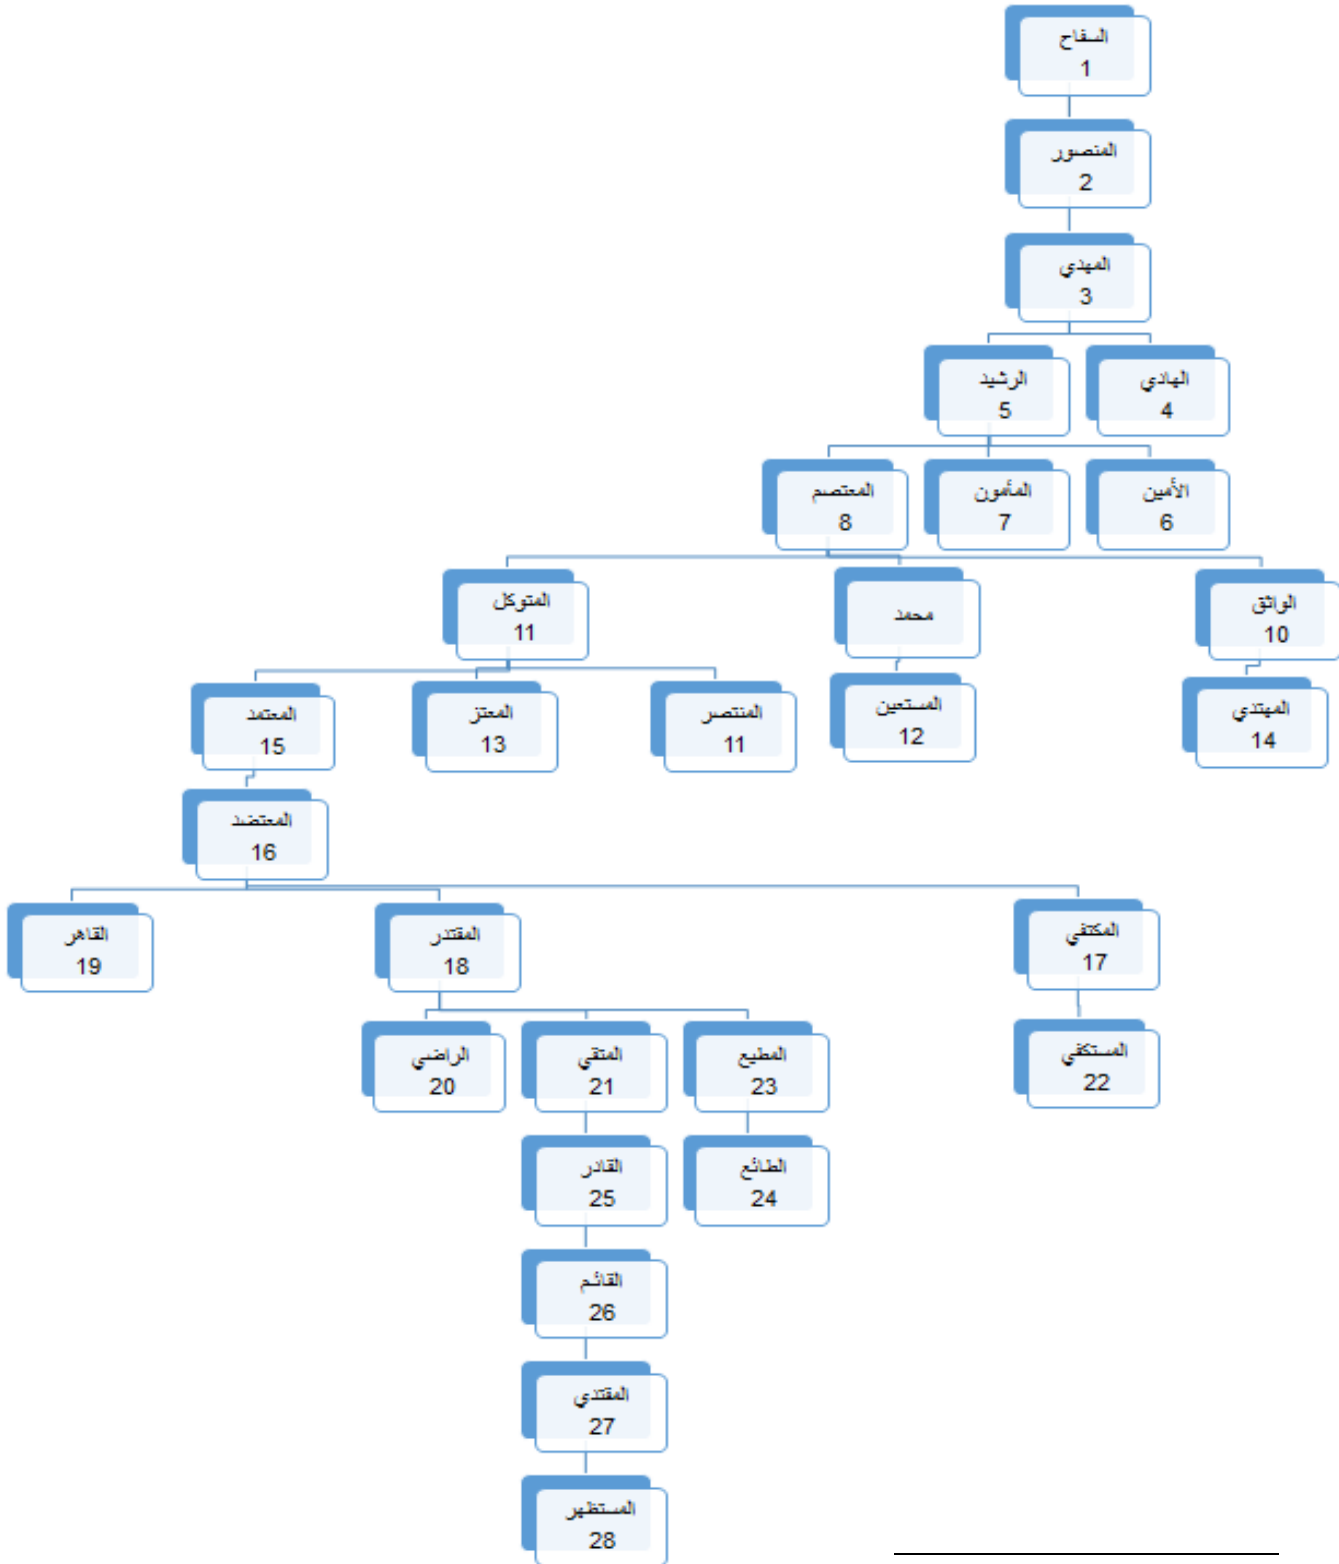 السفاح
1
المنصور
2
المهدي
3
الهادي
4
الرشيد
5
الأمين
6
المأمون
7
المعتصم
8
الواثق
10
محمد
المتوكل
11
المهتدي
14
المستعين
12
المنتصر
11
المعتز
13
المعتمد
15
المعتضد
16
المكتفي
17
المقتدر
18
القاهر
19
المستكفي
22
المطيع
23
المتقي
21
الراضي
20
الطائع
24
القادر
25
القائم
26
المقتدي
27
المستظهر
28